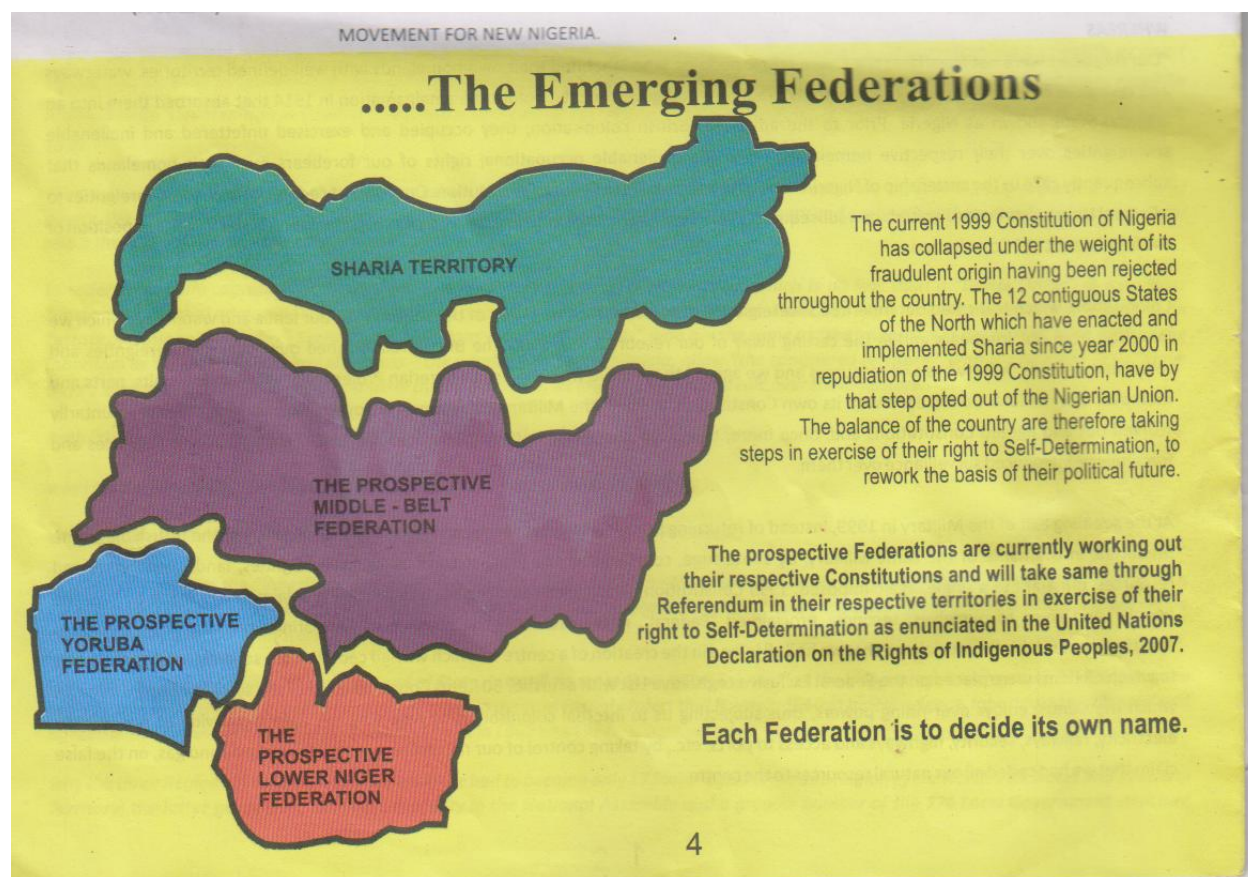 MOVEMENT FOR NEW NIGERIA.
.....The Emerging Federations
SHARIA TERRITORY
The current 1999 Constitution of Nigeria
has collapsed under the weight of its
fraudulent origin having been rejected
throughout the country. The 12 contiguous States
of the North which have enacted and
implemented Sharia since year 2000 in
repudiation of the 1999 Constitution, have by
that step opted out of the Nigerian Union.
The balance of the country are therefore taking
steps in exercise of their right to Self-Determination, to
rework the basis of their political future.
THE PROSPECTIVE
MIDDLE - BELT
FEDERATION
The prospective Federations are currently working out
their respective Constitutions and will take same through
Referendum in their respective territories in exercise of their
right to Self-Determination as enunciated in the United Nations
Declaration on the Rights of Indigenous Peoples, 2007.
THE PROSPECTIVE
YORUBA
FEDERATION
THE
PROSPECTIVE
LOWER NIGER
FEDERATION
Each Federation is to decide its own name.
4